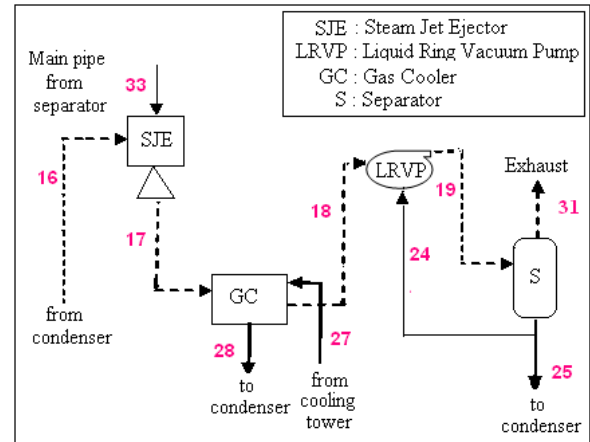 SJE : Steam Jet Ejector
LRVP : Liquid Ring Vacuum Pump
GC : Gas Cooler
S : Separator
Main pipe
from
separator
33
SJE
16
17
from
condenser
GC
28
to
condenser
27
from
cooling
tower
18
LRVP
19
24
Exhaust
31
S
25
to
condenser